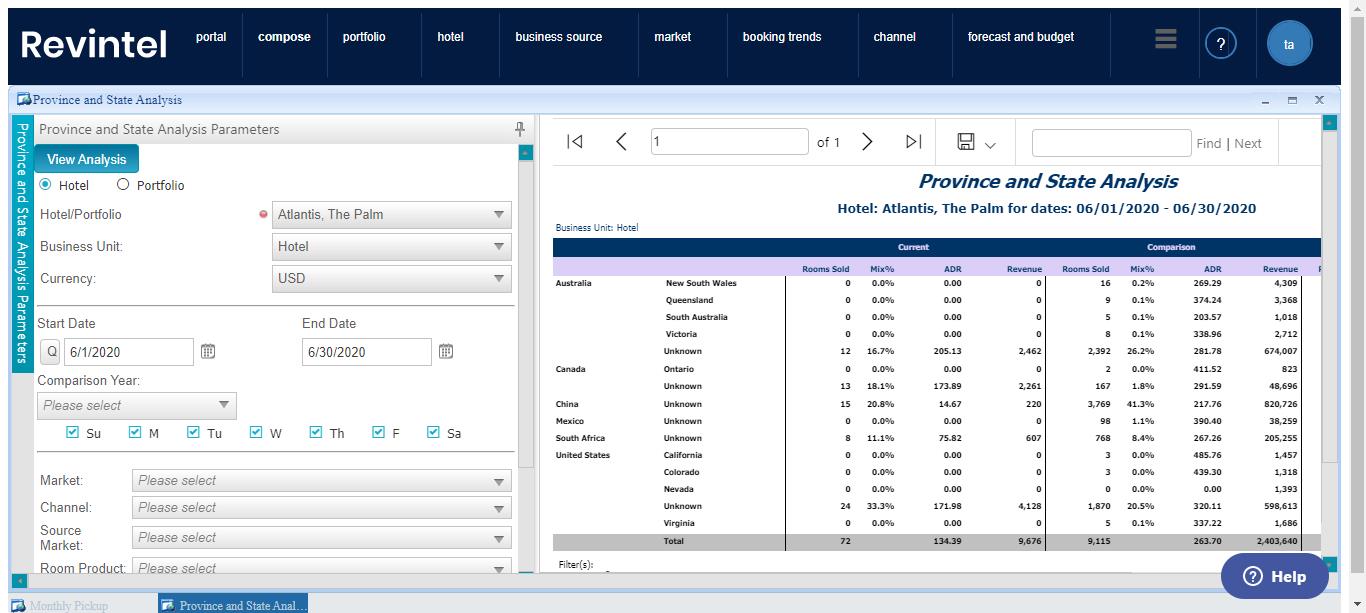 Revintel portal compose portfolio hotel business source market booking trends channel forecast and budget ? ta
Province and State Analysis
Province and State Analysis Parameters
Province and State Analysis Parameters
View Analysis
Hotel Portfolio
Hotel/Portfolio Atlantis, The Palm
Business Unit: Hotel
Currency: USD
Start Date End Date
Q 6/1/2020 6/30/2020
Comparison Year:
Please select
Su M Tu W Th F Sa
Market: Please select
Channel: Please select
Source Market: Please select
Room Product: Please select
1 of 1 Find | Next
Province and State Analysis
Hotel: Atlantis, The Palm for dates: 06/01/2020 - 06/30/2020
Business Unit: Hotel
Current Comparison
Rooms Sold Mix% ADR Revenue Rooms Sold Mix% ADR Revenue
Australia New South Wales 0 0.0% 0.00 0 16 0.2% 269.29 4,309
Queensland 0 0.0% 0.00 0 9 0.1% 374.24 3,368
South Australia 0 0.0% 0.00 0 5 0.1% 203.57 1,018
Victoria 0 0.0% 0.00 0 8 0.1% 338.96 2,712
Unknown 12 16.7% 205.13 2,462 2,392 26.2% 281.78 674,007
Canada Ontario 0 0.0% 0.00 0 2 0.0% 411.52 823
Unknown 13 18.1% 173.89 2,261 167 1.8% 291.59 48,696
China Unknown 15 20.8% 14.67 220 3,769 41.3% 217.76 820,726
Mexico Unknown 0 0.0% 0.00 0 98 1.1% 390.40 38,259
South Africa Unknown 8 11.1% 75.82 607 768 8.4% 267.26 205,255
United States California 0 0.0% 0.00 0 3 0.0% 485.76 1,457
Colorado 0 0.0% 0.00 0 3 0.0% 439.30 1,318
Nevada 0 0.0% 0.00 0 0 0.0% 0.00 1,393
Unknown 24 33.3% 171.98 4,128 1,870 20.5% 320.11 598,613
Virginia 0 0.0% 0.00 0 5 0.1% 337.22 1,686
Total 72 134.39 9,676 9,115 263.70 2,403,640
Filter(s):
? Help
Monthly Pickup Province and State Anal...